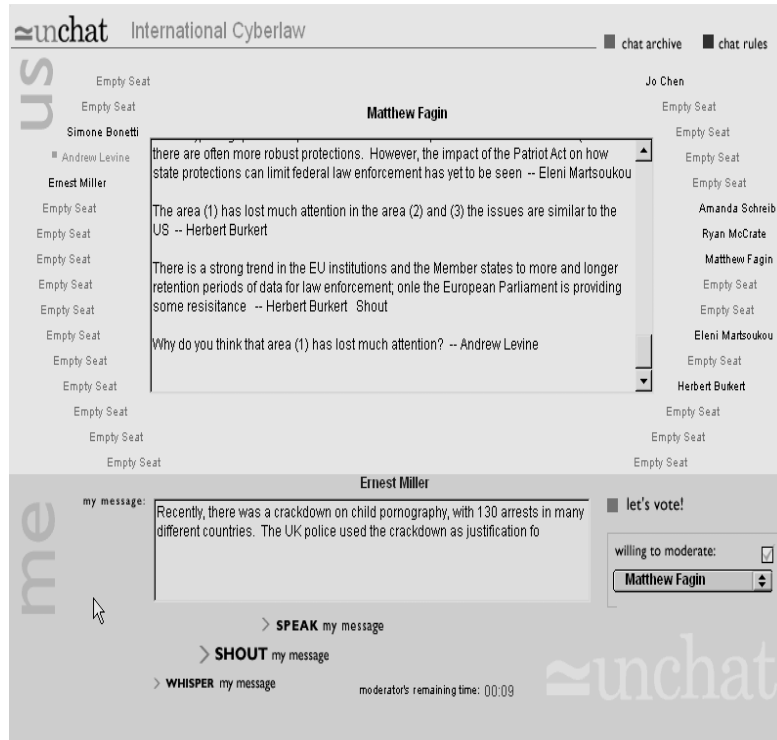 ≃unchat International Cyberlaw
chat archive chat rules
us
Empty Seat
Empty Seat
Simone Bonetti
Andrew Levine
Ernest Miller
Empty Seat
Empty Seat
Empty Seat
Empty Seat
Empty Seat
Empty Seat
Empty Seat
Empty Seat
Empty Seat
Empty Seat
Empty Seat
Matthew Fagin
there are often more robust protections. However, the impact of the Patriot Act on how
state protections can limit federal law enforcement has yet to be seen -- Eleni Martsoukou
The area (1) has lost much attention in the area (2) and (3) the issues are similar to the
US -- Herbert Burkert
There is a strong trend in the EU institutions and the Member states to more and longer
retention periods of data for law enforcement; onle the European Parliament is providing
some resisitance -- Herbert Burkert Shout
Why do you think that area (1) has lost much attention? -- Andrew Levine
Jo Chen
Empty Seat
Empty Seat
Empty Seat
Empty Seat
Amanda Schreib
Ryan McCrate
Matthew Fagin
Empty Seat
Empty Seat
Eleni Martsoukou
Empty Seat
Herbert Burkert
Empty Seat
Empty Seat
Empty Seat
me
Ernest Miller
my message:
Recently, there was a crackdown on child pornography, with 130 arrests in many
different countries. The UK police used the crackdown as justification fo
let's vote!
willing to moderate:
Matthew Fagin
> SPEAK my message
> SHOUT my message
> WHISPER my message
moderator's remaining time: 00:09
≃unchat